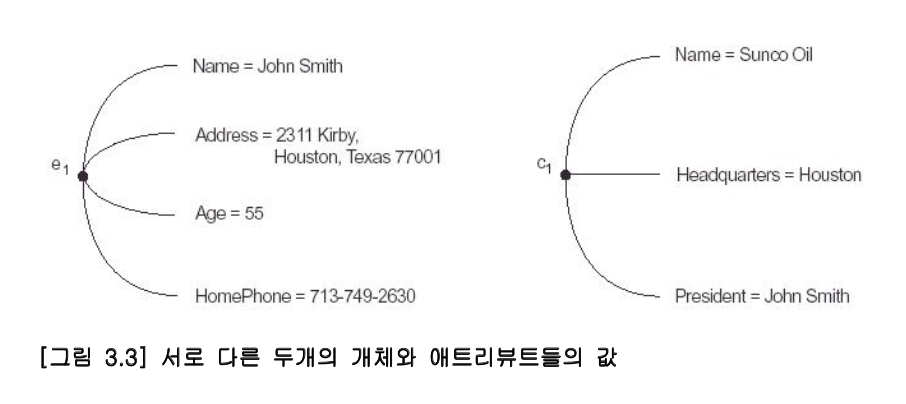 e1
Name = John Smith
Address = 2311 Kirby,
Houston, Texas 77001
Age = 55
HomePhone = 713-749-2630
c1
Name = Sunco Oil
Headquarters = Houston
President = John Smith
[그림 3.3] 서로 다른 두개의 개체와 애트리뷰트들의 값